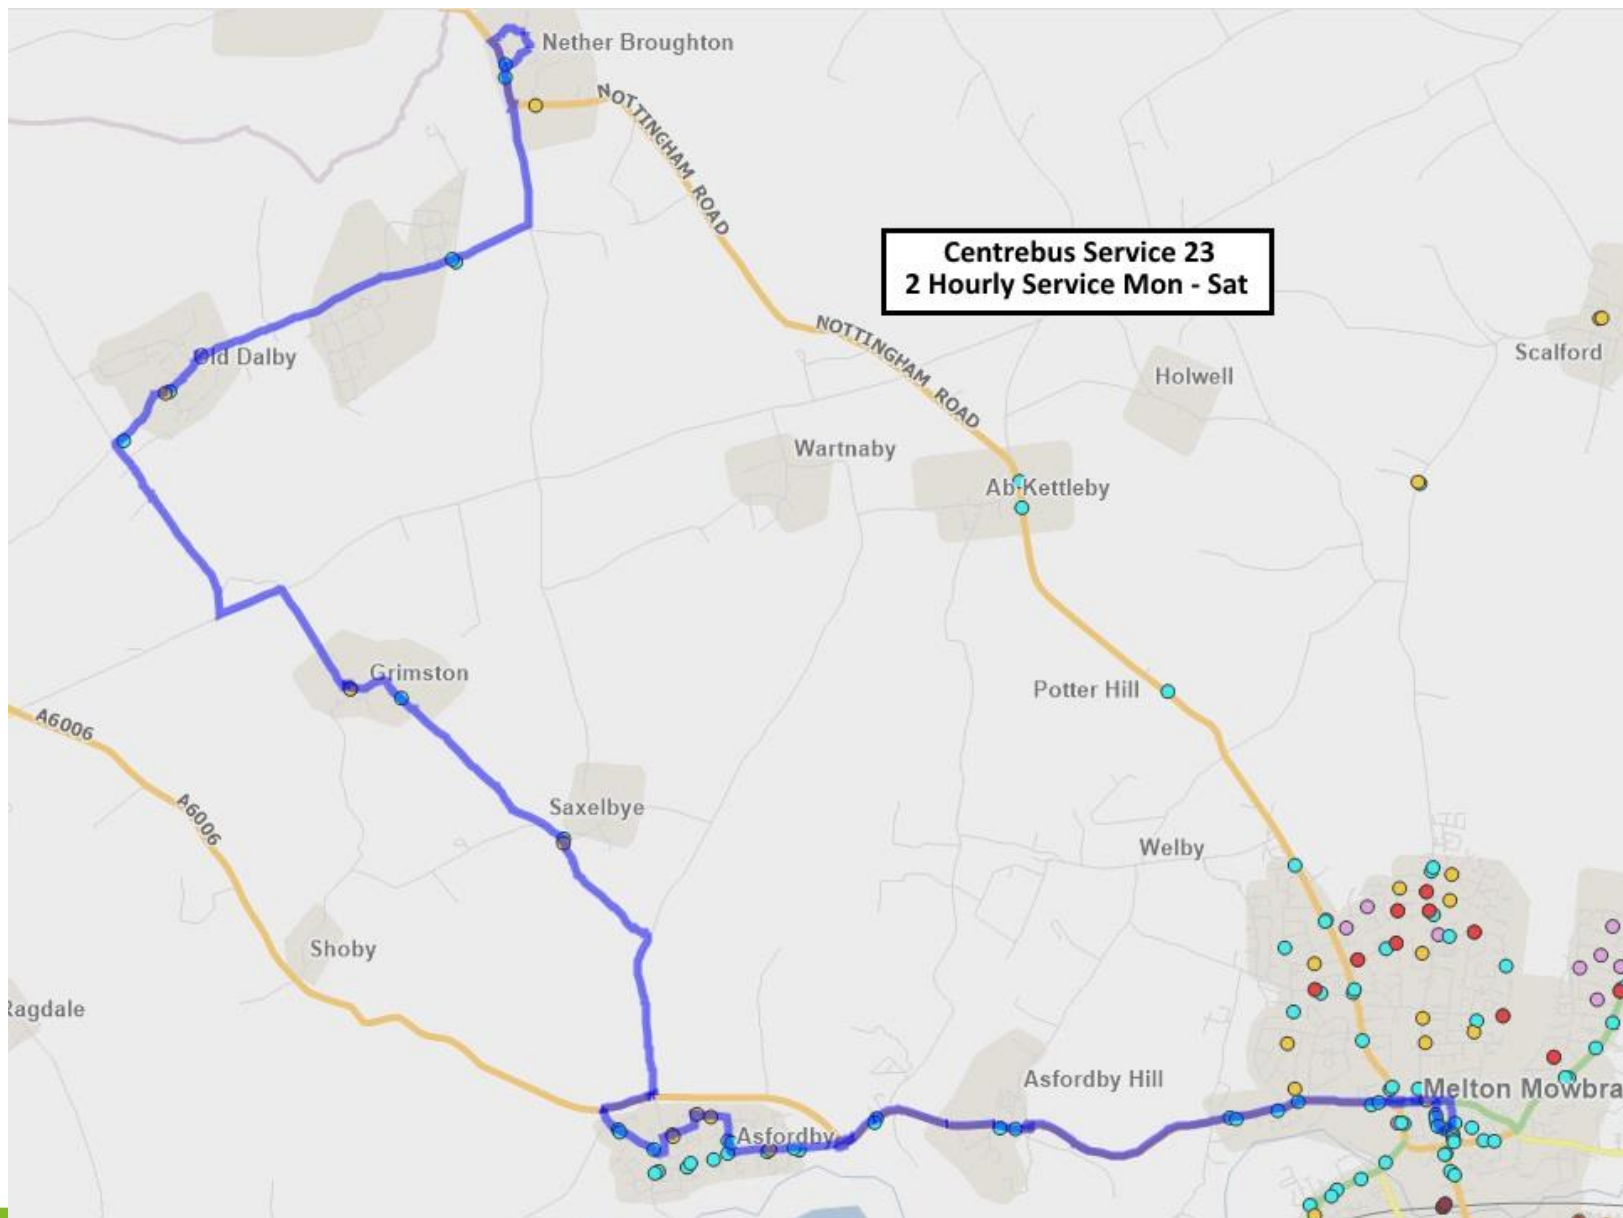 Nether Broughton
NOTTINGHAM ROAD
Centrebus Service 23
2 Hourly Service Mon - Sat
NOTTINGHAM ROAD
Old Dalby
Scalford
Holwell
Wartnaby
Ab Kettleby
Grimston
Potter Hill
A6006
A6006
Saxelbye
Welby
Shoby
Ragdale
Asfordby Hill
Melton Mowbra
Asfordby